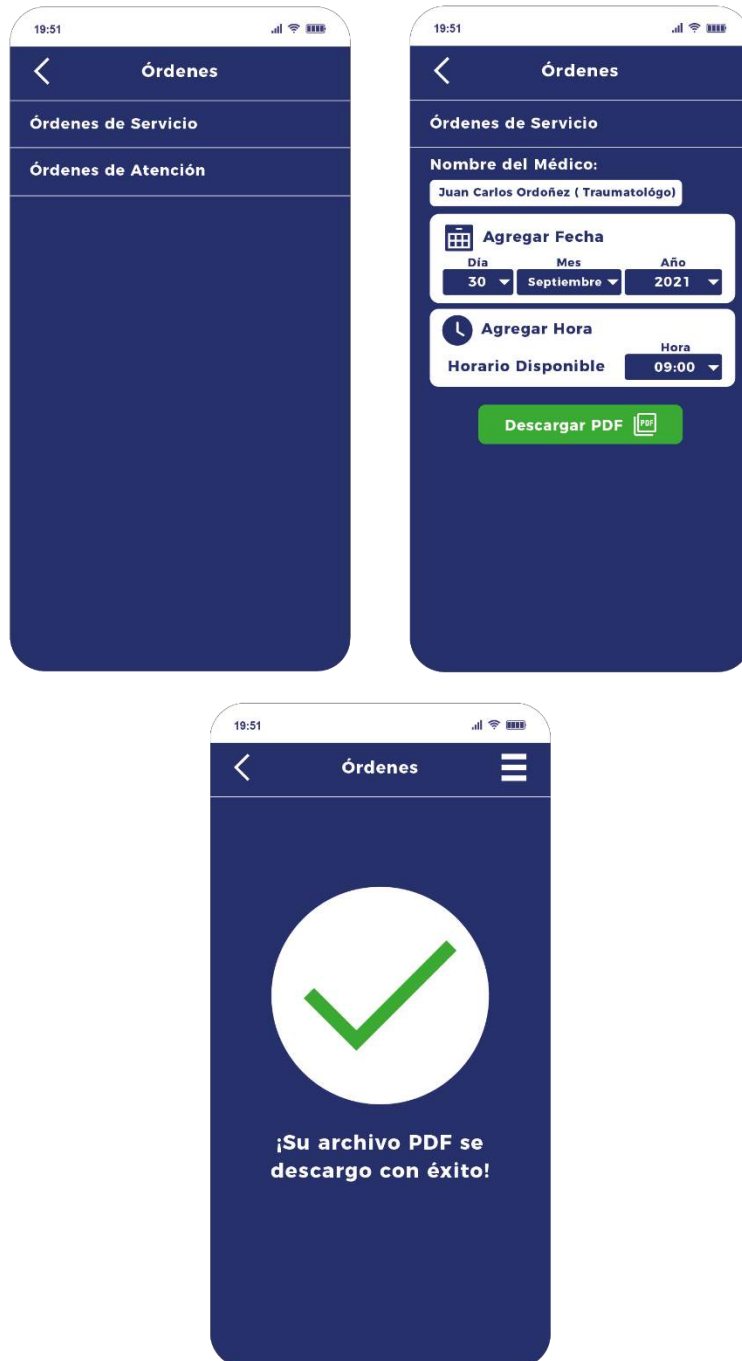 19:51
Órdenes
Órdenes de Servicio
Órdenes de Atención
19:51
Órdenes
Órdenes de Servicio
Nombre del Médico:
Juan Carlos Ordoñez ( Traumatológo)
Agregar Fecha
Día Mes Año
30 Septiembre 2021
Agregar Hora
Hora
Horario Disponible 09:00
Descargar PDF PDF
19:51
Órdenes
¡Su archivo PDF se
descargo con éxito!